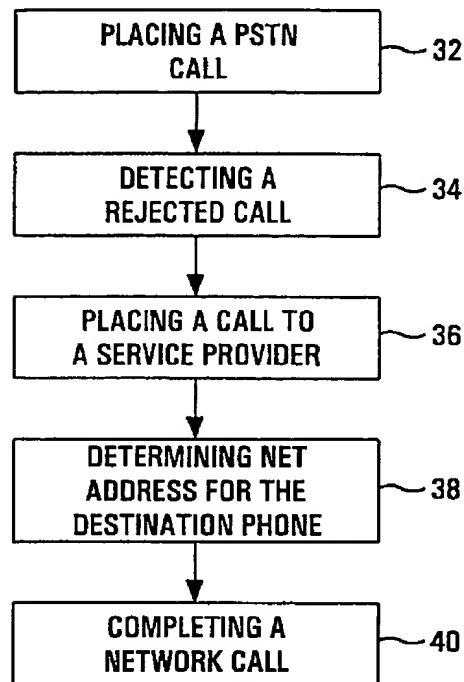 PLACING A PSTN
CALL
32
DETECTING A
REJECTED CALL
34
PLACING A CALL TO
A SERVICE PROVIDER
36
DETERMINING NET
ADDRESS FOR THE
DESTINATION PHONE
38
COMPLETING A
NETWORK CALL
40